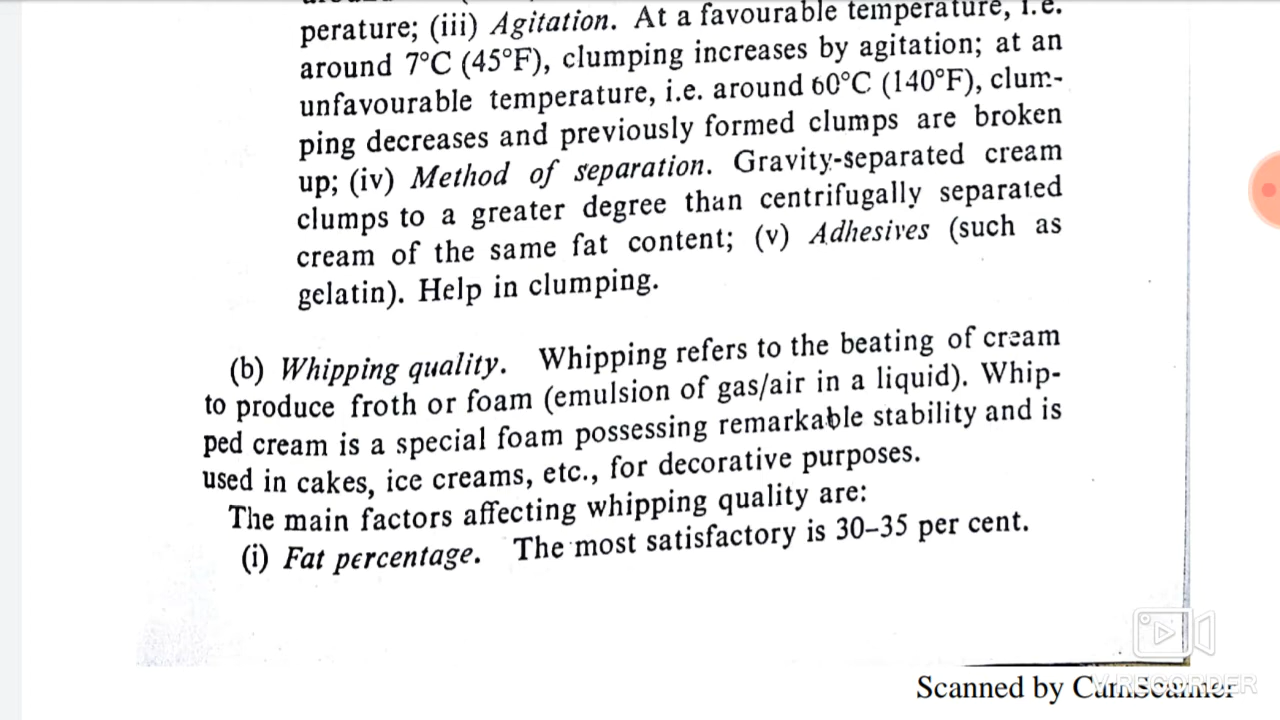 perature; (iii) Agitation. At a favourable temperature, i.e.
around 7°C (45°F), clumping increases by agitation; at an
unfavourable temperature, i.e. around 60°C (140°F), clum-
ping decreases and previously formed clumps are broken
up; (iv) Method of separation. Gravity-separated cream
clumps to a greater degree than centrifugally separated
cream of the same fat content; (v) Adhesives (such as
gelatin). Help in clumping.
(b) Whipping quality. Whipping refers to the beating of cream
to produce froth or foam (emulsion of gas/air in a liquid). Whip-
ped cream is a special foam possessing remarkable stability and is
used in cakes, ice creams, etc., for decorative purposes.
The main factors affecting whipping quality are:
(i) Fat percentage. The most satisfactory is 30–35 per cent.
Scanned by CamScanner
V RECORDER